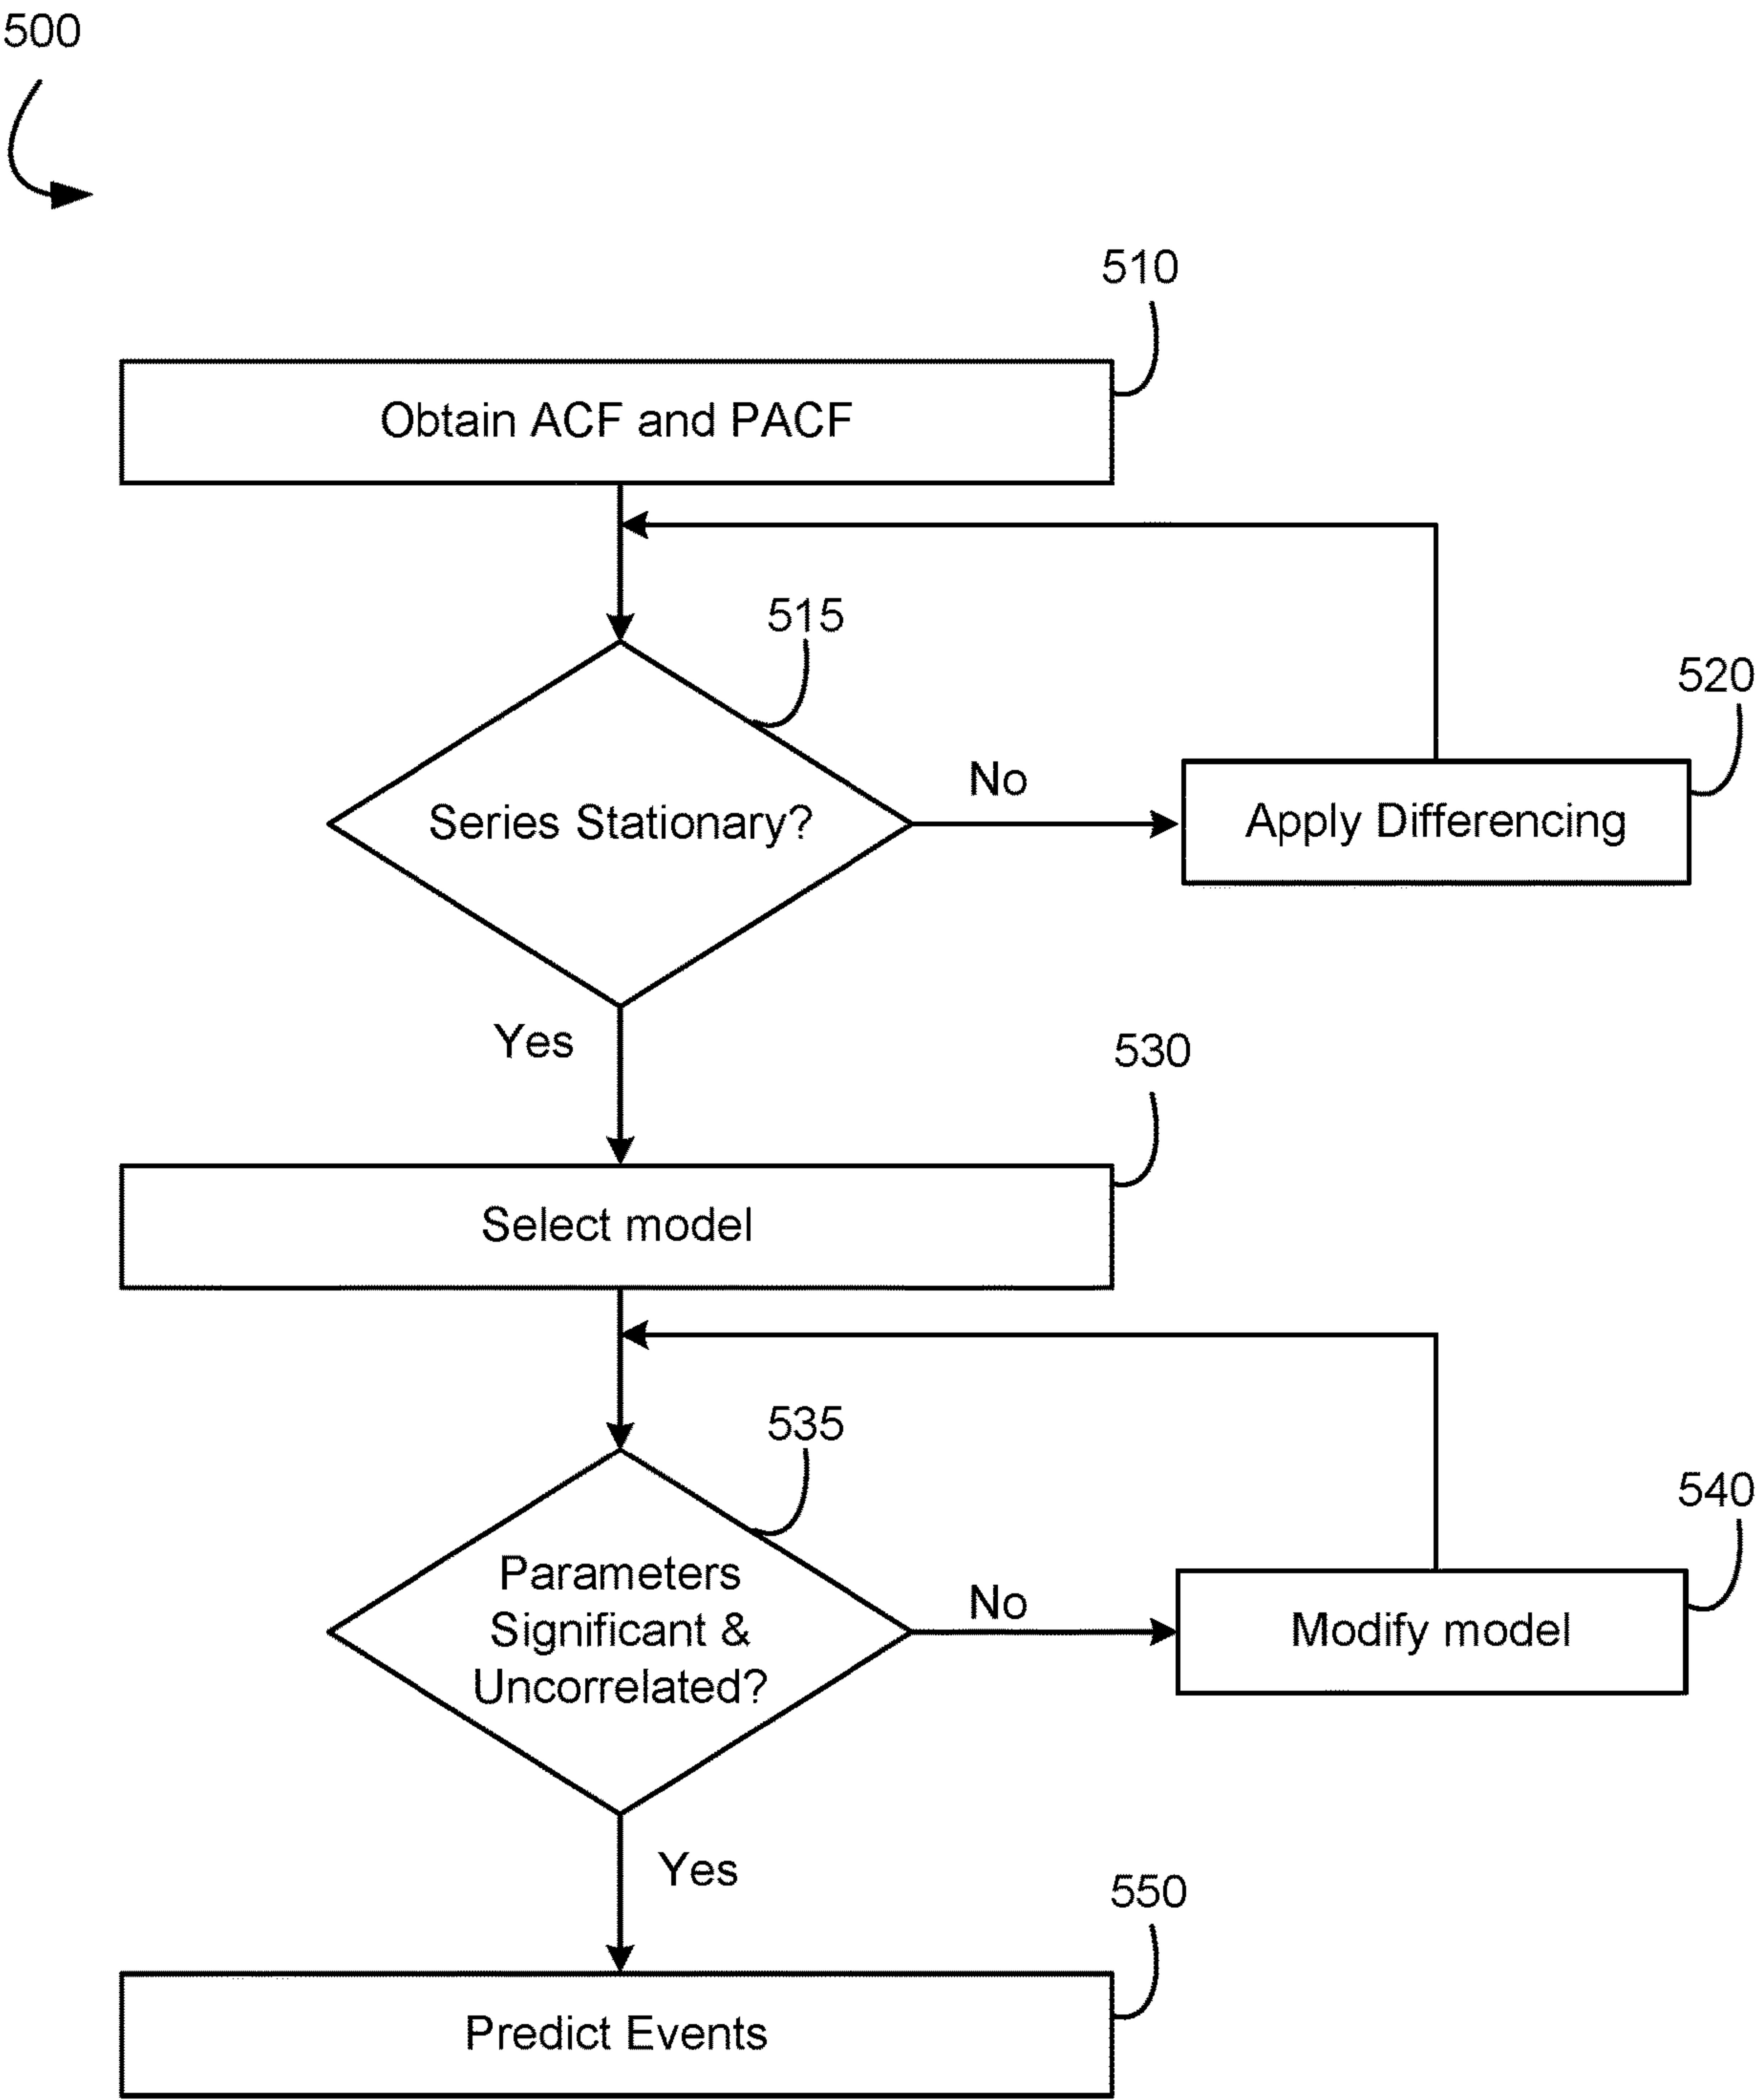 500
510
Obtain ACF and PACF
515
520
No
Series Stationary?
Apply Differencing
Yes
530
Select model
535
540
Parameters
Significant &
Uncorrelated?
No
Modify model
Yes
550
Predict Events